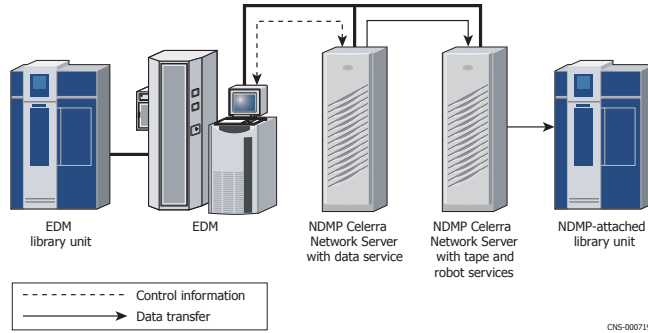 EDM
library unit
EDM
NDMP Celerra
Network Server
with data service
NDMP Celerra
Network Server
with tape and
robot services
NDMP-attached
library unit
Control information
Data transfer
CNS-000719